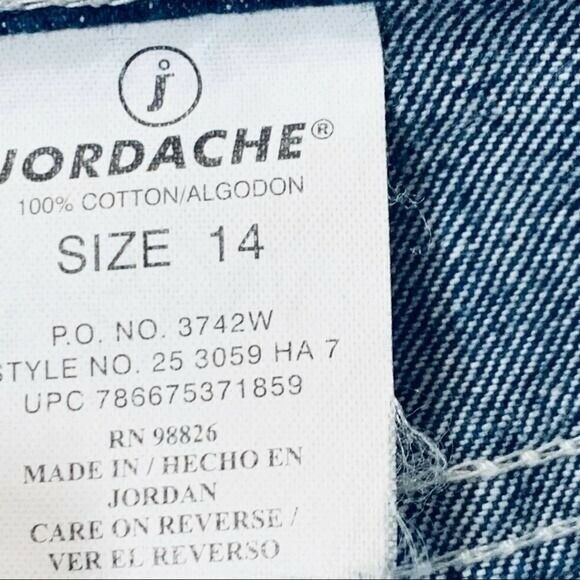 j
JORDACHE®
100% COTTON/ALGODON
SIZE 14
P.O. NO. 3742W
STYLE NO. 25 3059 HA 7
UPC 786675371859
RN 98826
MADE IN / HECHO EN
JORDAN
CARE ON REVERSE /
VER EL REVERSO